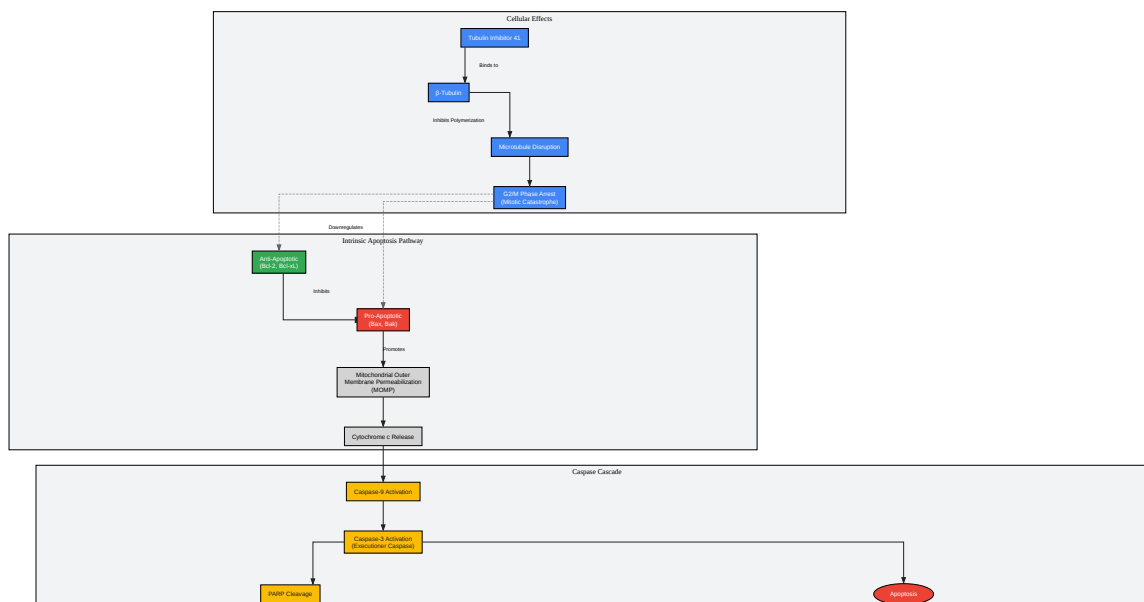 Cellular Effects
Tubulin Inhibitor 41
Binds to
β-Tubulin
Inhibits Polymerization
Microtubule Disruption
G2/M Phase Arrest
(Mitotic Catastrophe)
Downregulates
Intrinsic Apoptosis Pathway
Anti-Apoptotic
(Bcl-2, Bcl-xL)
Inhibits
Pro-Apoptotic
(Bax, Bak)
Promotes
Mitochondrial Outer
Membrane Permeabilization
(MOMP)
Cytochrome c Release
Caspase Cascade
Caspase-9 Activation
Caspase-3 Activation
(Executioner Caspase)
PARP Cleavage
Apoptosis